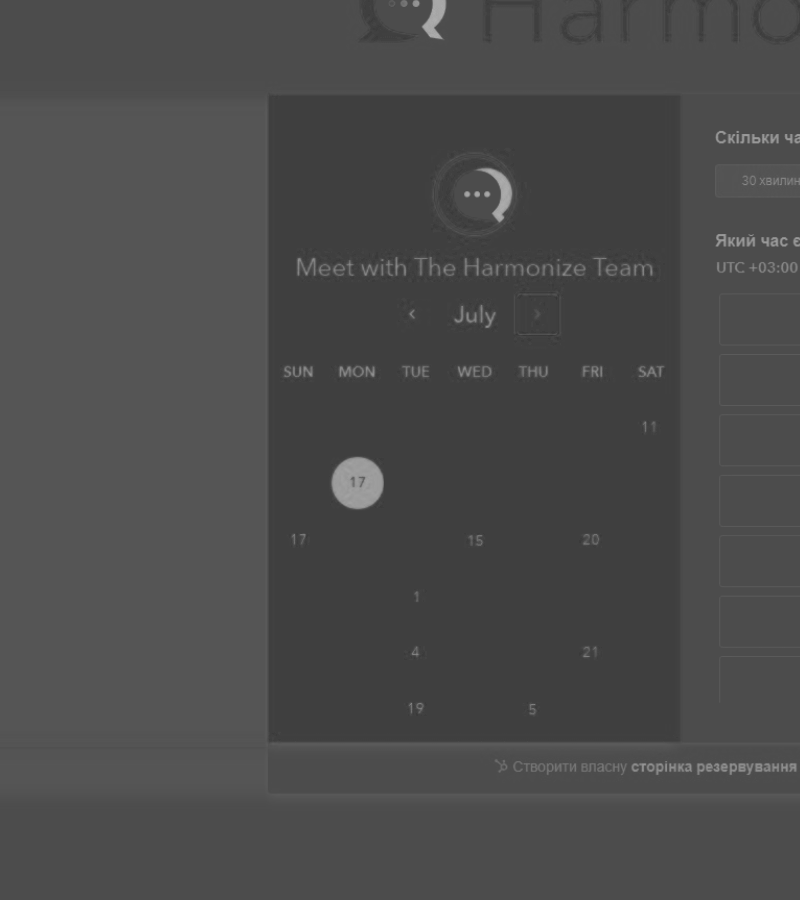 Harmo
Meet with The Harmonize Team
‹ July ›
SUN MON TUE WED THU FRI SAT
11
17
17 15 20
1
4 21
19 5
Скільки ча
30 хвилин
Який час є
UTC +03:00
Створити власну сторінка резервування